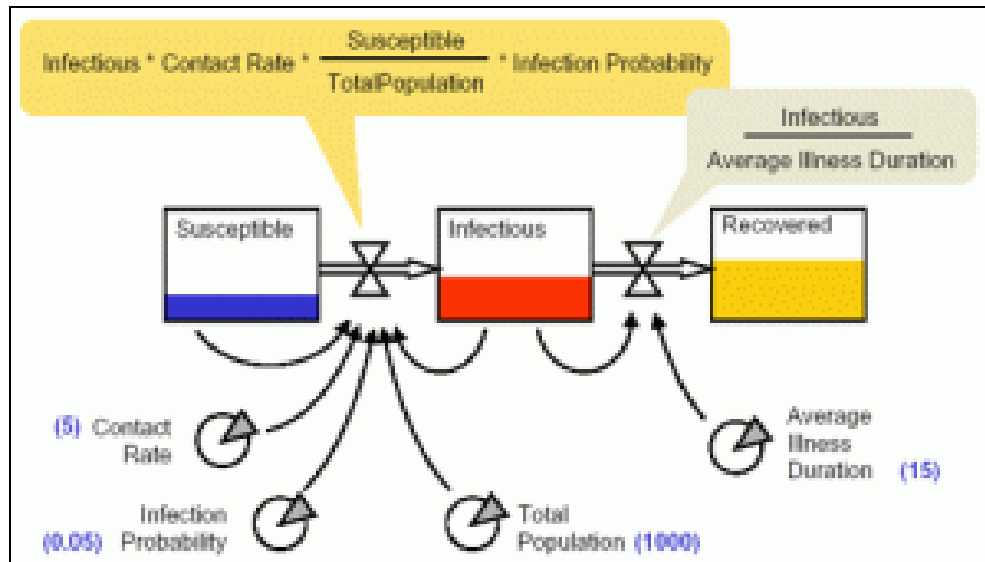 Susceptible
Infectious * Contact Rate * * Infection Probability
TotalPopulation
Infectious
Average Illness Duration
Susceptible
Infectious
Recovered
(5) Contact
Rate
Average
Illness
Duration (15)
Infection
(0.05) Probability
Total
Population (1000)